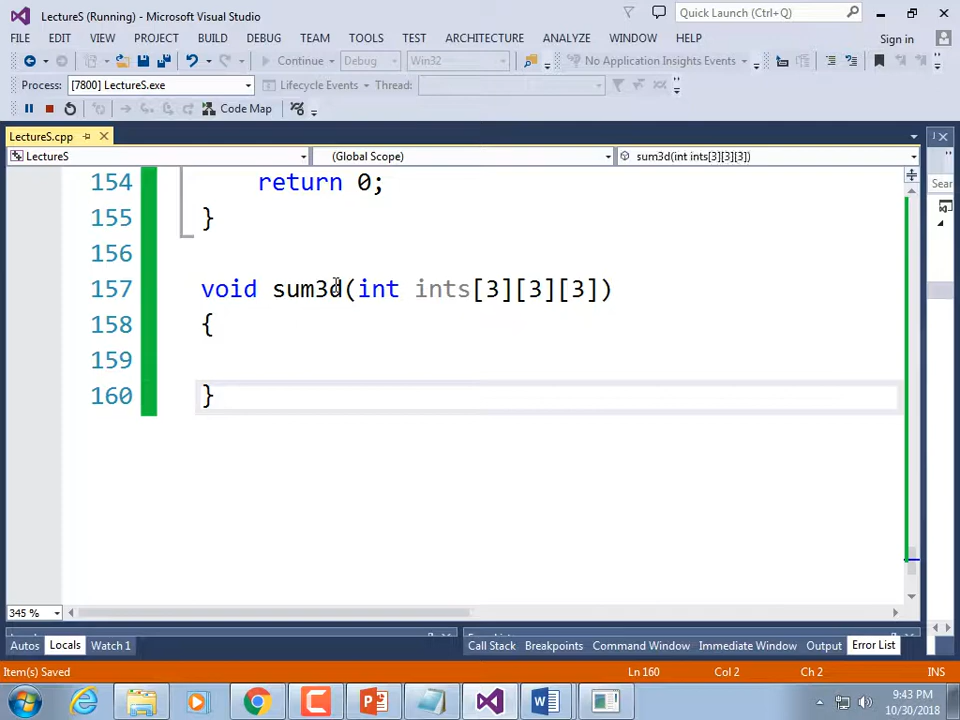 LectureS (Running) - Microsoft Visual Studio
Quick Launch (Ctrl+Q)
FILE EDIT VIEW PROJECT BUILD DEBUG TEAM TOOLS TEST ARCHITECTURE ANALYZE WINDOW HELP Sign in
Continue Debug Win32 No Application Insights Events
Process: [7800] LectureS.exe Lifecycle Events Thread:
Code Map
LectureS.cpp
LectureS (Global Scope) sum3d(int ints[3][3][3])
154 return 0;
Sear
155 }
156
157 void sum3d(int ints[3][3][3])
158 {
159
160 }
345 %
Autos Locals Watch 1 Call Stack Breakpoints Command Window Immediate Window Output Error List
Item(s) Saved Ln 160 Col 2 Ch 2 INS
9:43 PM
10/30/2018